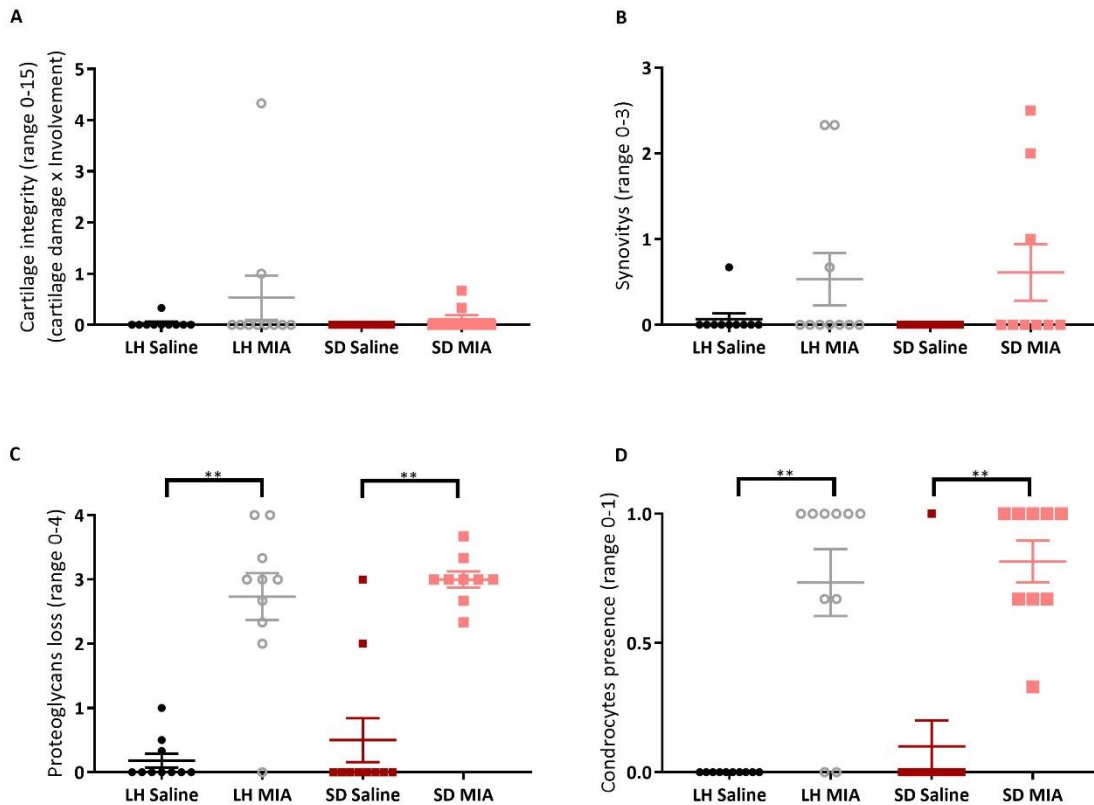 A
Cartilage integrity (range 0-15)
(cartilage damage x Involvement)
5
4
3
2
1
0
LH Saline LH MIA SD Saline SD MIA
B
Synovitys (range 0-3)
3
2
1
0
LH Saline LH MIA SD Saline SD MIA
C
Proteoglycans loss (range 0-4)
** **
4
3
2
1
0
LH Saline LH MIA SD Saline SD MIA
D
Condrocytes presence (range 0-1)
** **
1.0
0.5
0.0
LH Saline LH MIA SD Saline SD MIA